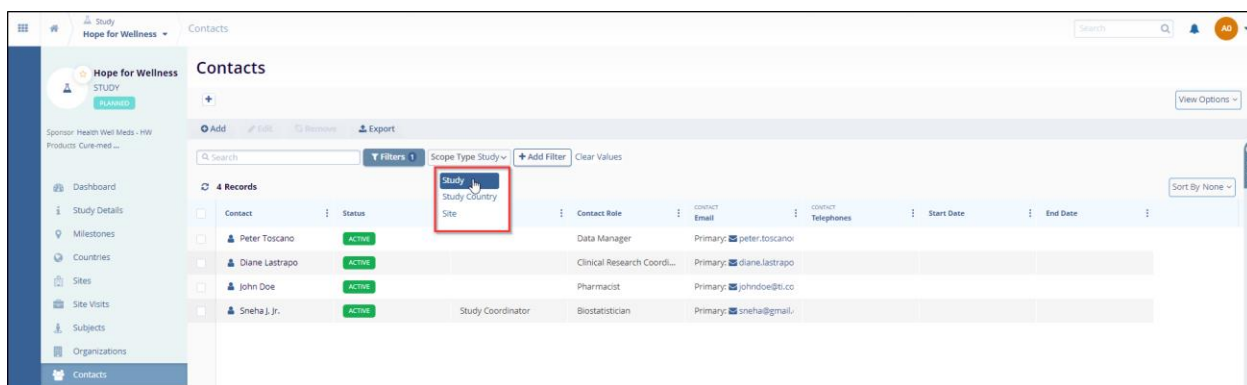 Study
Hope for Wellness
Contacts
Search
AD
Hope for Wellness
STUDY
PLANNED
Sponsor Health Well Meds - HW
Products Cure-med ...
Dashboard
Study Details
Milestones
Countries
Sites
Site Visits
Subjects
Organizations
Contacts
Contacts
View Options
Add Edit Remove Export
Search Filters 1 Scope Type Study + Add Filter Clear Values
Study
Study Country
Site
4 Records Sort By None
Contact Status Contact Role CONTACT Email CONTACT Telephones Start Date End Date
Peter Toscano ACTIVE Data Manager Primary: peter.toscano
Diane Lastrapo ACTIVE Clinical Research Coordi... Primary: diane.lastrapo
John Doe ACTIVE Pharmacist Primary: johndoe@ti.co
Sneha J. Jr. ACTIVE Study Coordinator Biostatistician Primary: sneha@gmail.